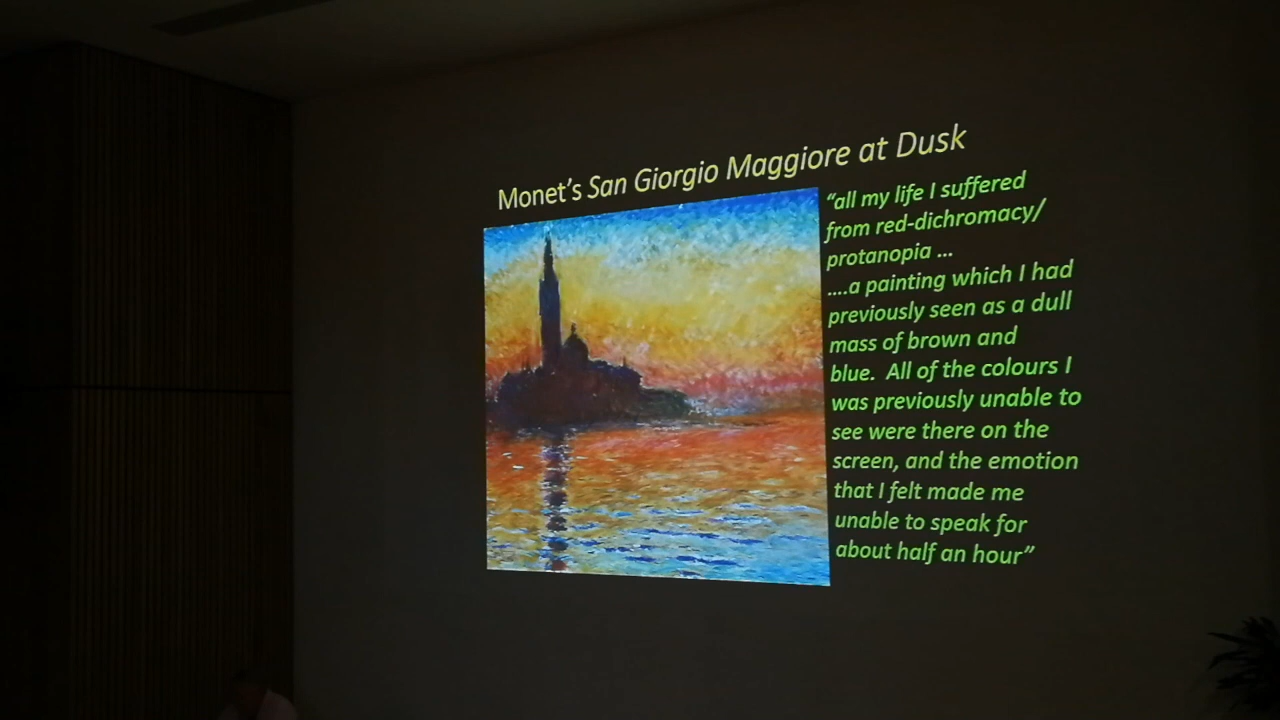 Monet's San Giorgio Maggiore at Dusk
“all my life I suffered
from red-dichromacy/
protanopia ...
....a painting which I had
previously seen as a dull
mass of brown and
blue.  All of the colours I
was previously unable to
see were there on the
screen, and the emotion
that I felt made me
unable to speak for
about half an hour”